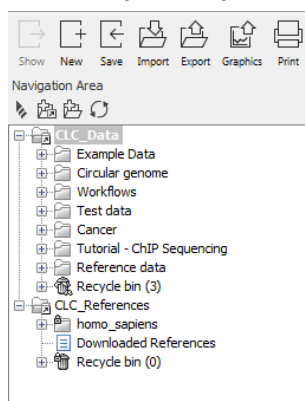 Show New Save Import Export Graphics Print
Navigation Area
CLC_Data
Example Data
Circular genome
Workflows
Test data
Cancer
Tutorial - ChIP Sequencing
Reference data
Recycle bin (3)
CLC_References
homo_sapiens
Downloaded References
Recycle bin (0)